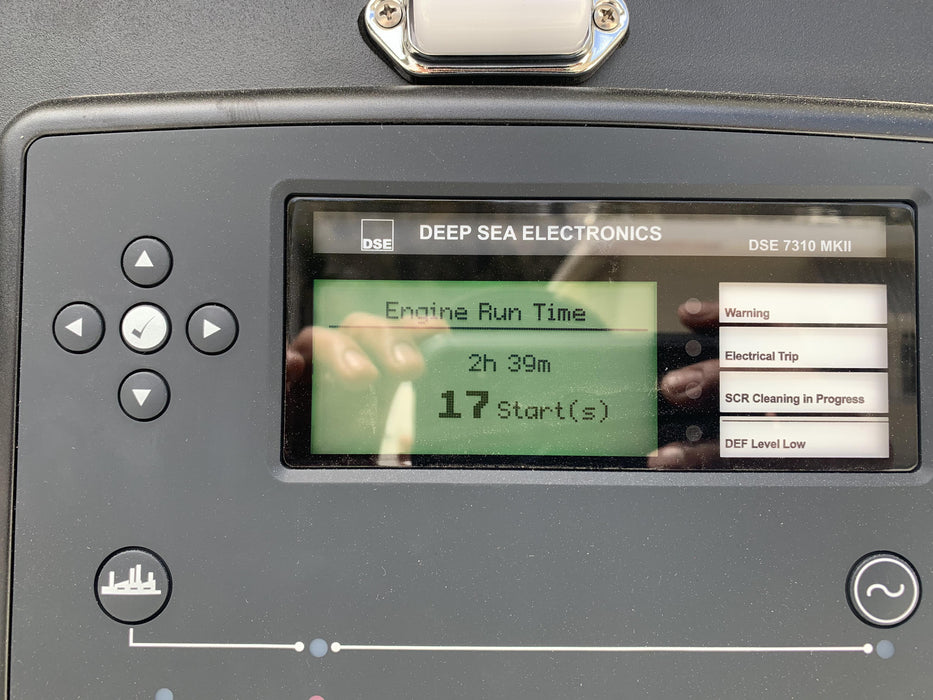 DSE
DEEP SEA ELECTRONICS
DSE 7310 MKII
Engine Run Time
2h 39m
17 Start(s)
Warning
Electrical Trip
SCR Cleaning in Progress
DEF Level Low